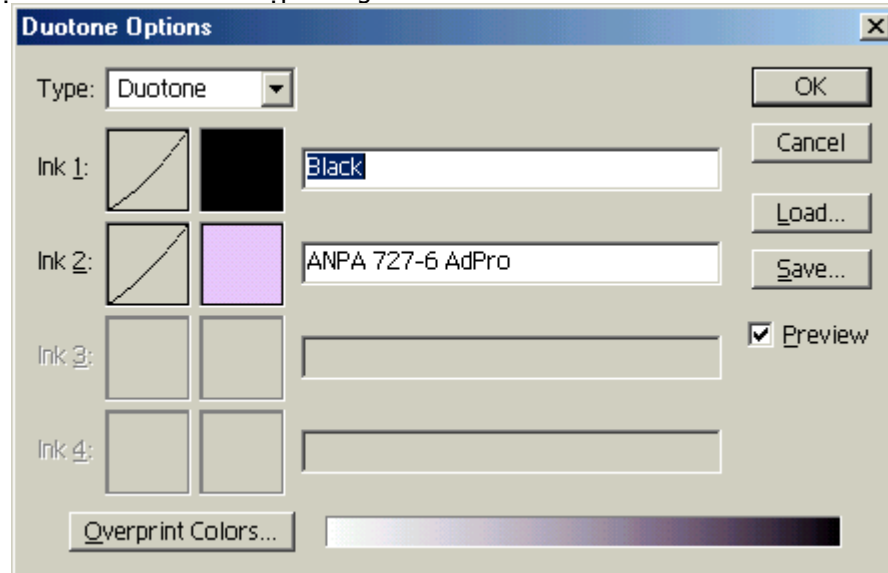 Duotone Options
Type: Duotone
OK
Cancel
Ink 1:
Black
Load...
Ink 2:
ANPA 727-6 AdPro
Save...
Preview
Ink 3:
Ink 4:
Overprint Colors...